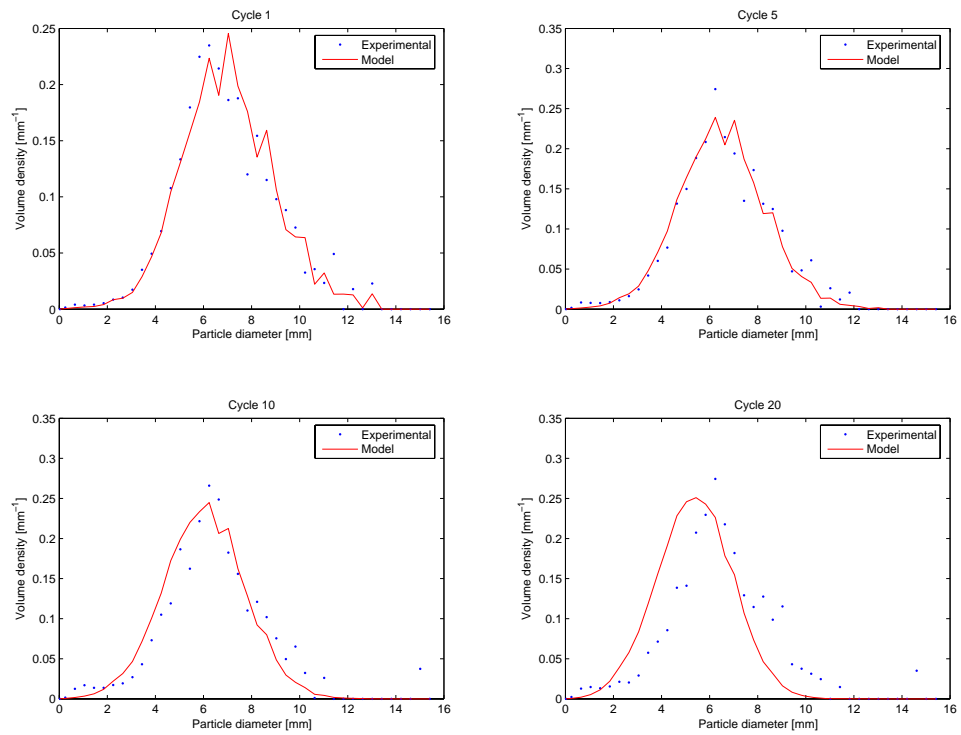 Cycle 1
0.25
0.2
0.15
0.1
0.05
0
Volume density [mm⁻¹]
Experimental
Model
0 2 4 6 8 10 12 14 16
Particle diameter [mm]
Cycle 5
0.35
0.3
0.25
0.2
0.15
0.1
0.05
0
Volume density [mm⁻¹]
Experimental
Model
0 2 4 6 8 10 12 14 16
Particle diameter [mm]
Cycle 10
0.35
0.3
0.25
0.2
0.15
0.1
0.05
0
Volume density [mm⁻¹]
Experimental
Model
0 2 4 6 8 10 12 14 16
Particle diameter [mm]
Cycle 20
0.35
0.3
0.25
0.2
0.15
0.1
0.05
0
Volume density [mm⁻¹]
Experimental
Model
0 2 4 6 8 10 12 14 16
Particle diameter [mm]